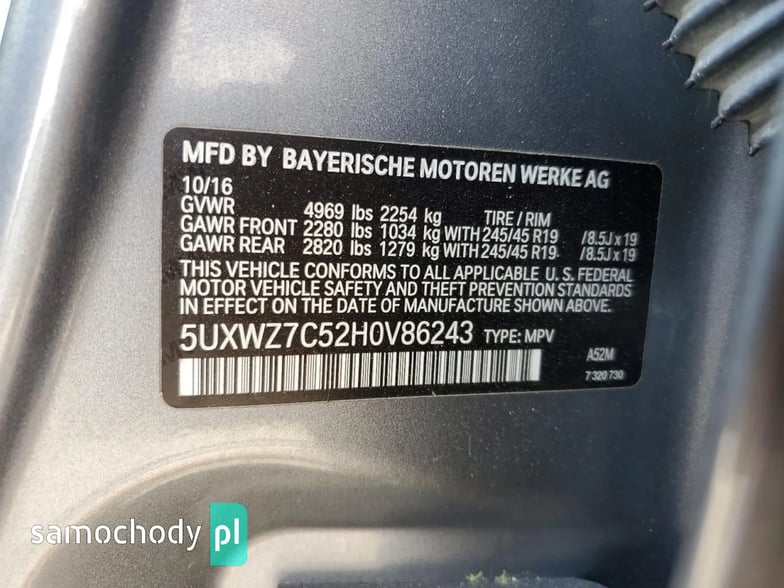 MFD BY BAYERISCHE MOTOREN WERKE AG
10/16
GVWR 4969 lbs 2254 kg TIRE / RIM
GAWR FRONT 2280 lbs 1034 kg WITH 245/45 R19 /8.5J x 19
GAWR REAR 2820 lbs 1279 kg WITH 245/45 R19 /8.5J x 19
THIS VEHICLE CONFORMS TO ALL APPLICABLE U. S. FEDERAL
MOTOR VEHICLE SAFETY AND THEFT PREVENTION STANDARDS
IN EFFECT ON THE DATE OF MANUFACTURE SHOWN ABOVE.
5UXWZ7C52H0V86243 TYPE: MPV
A52M
7 320 730
samochody pl